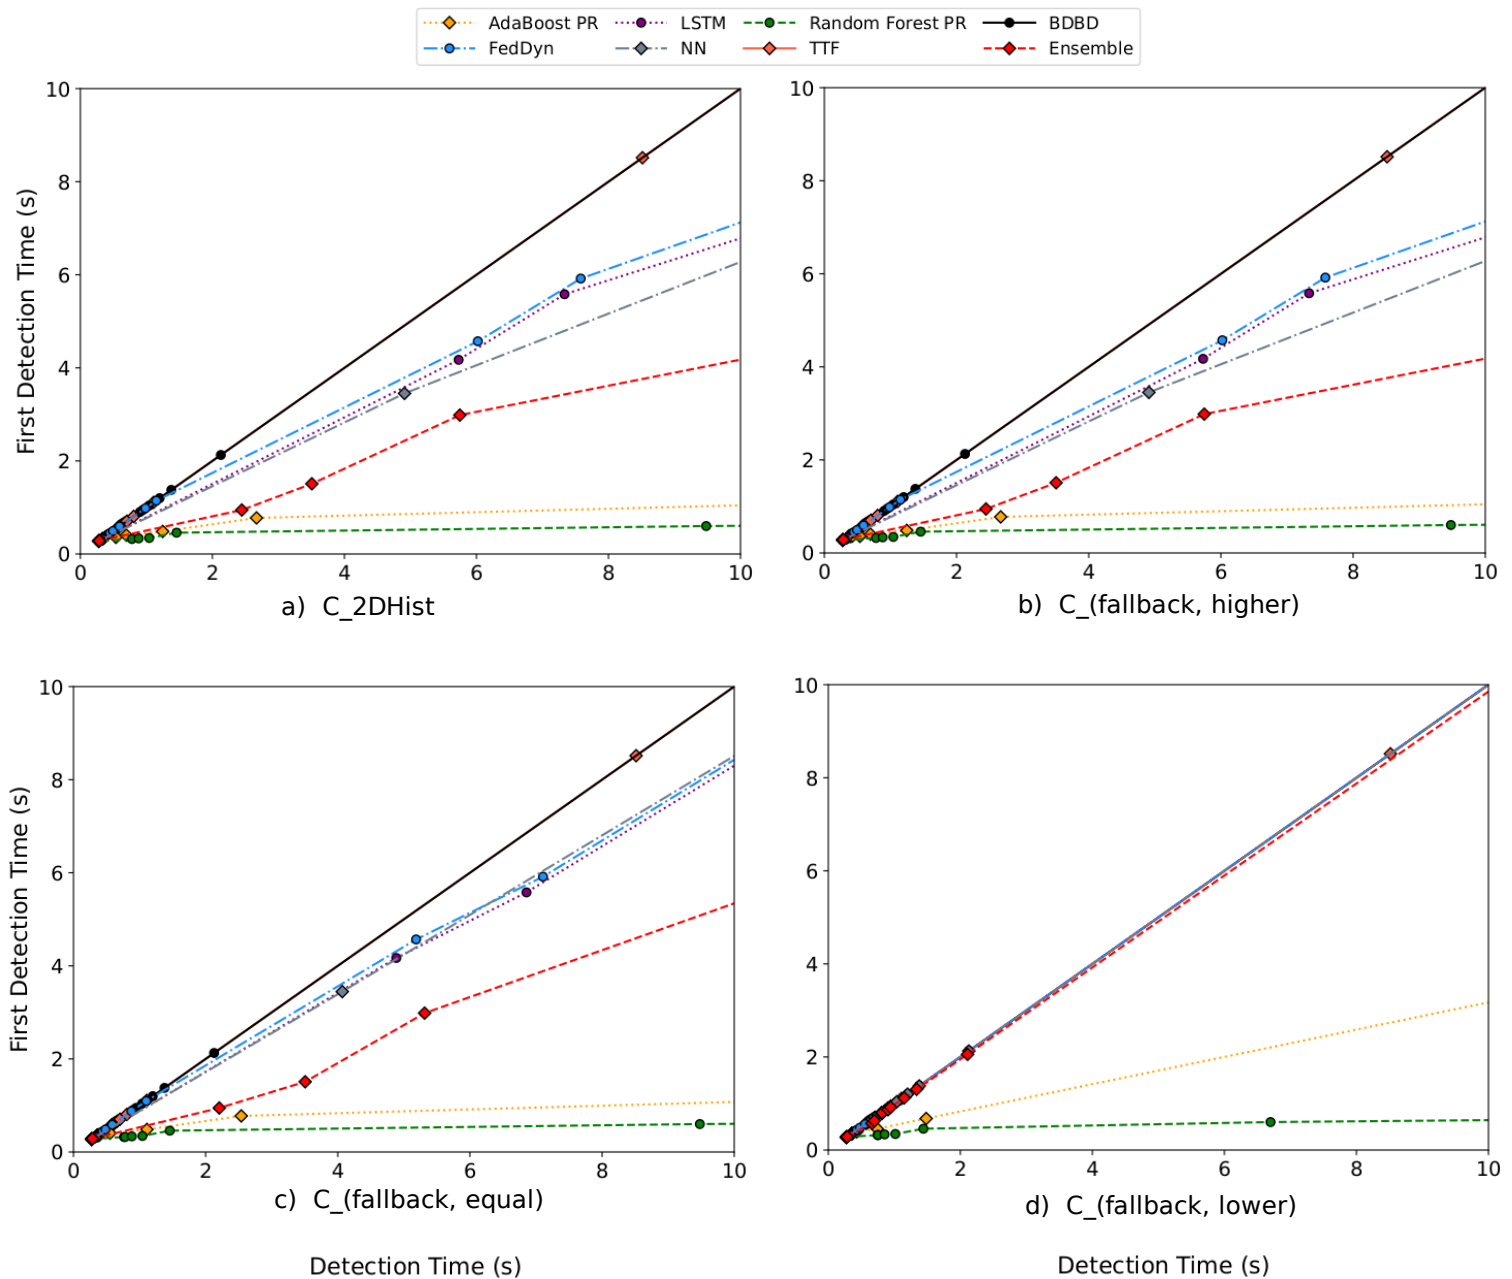 AdaBoost PR LSTM Random Forest PR BDBD
FedDyn NN TTF Ensemble
First Detection Time (s)
10
8
6
4
2
0
0 2 4 6 8 10
a) C_2DHist
10
8
6
4
2
0
0 2 4 6 8 10
b) C_(fallback, higher)
First Detection Time (s)
10
8
6
4
2
0
0 2 4 6 8 10
c) C_(fallback, equal)
Detection Time (s)
10
8
6
4
2
0
0 2 4 6 8 10
d) C_(fallback, lower)
Detection Time (s)